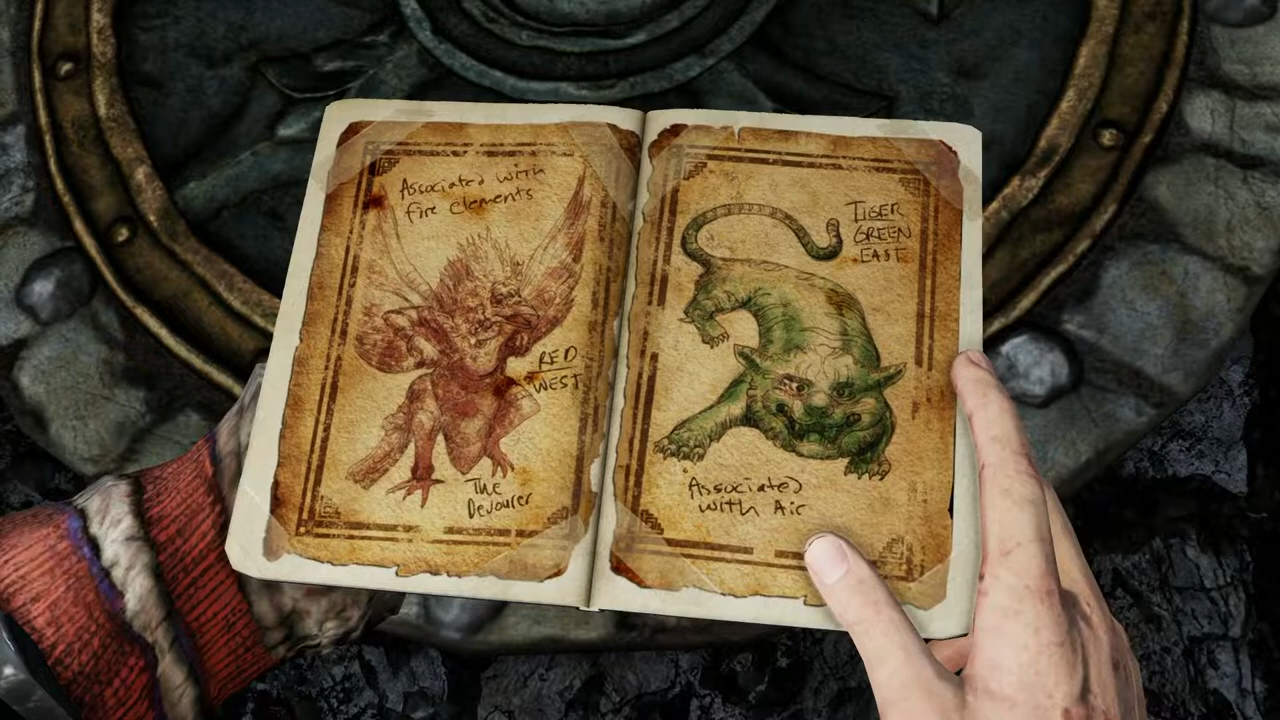 Associated with
fire elements
RED
WEST
The
Devourer
TIGER
GREEN
EAST
Associated
with Air